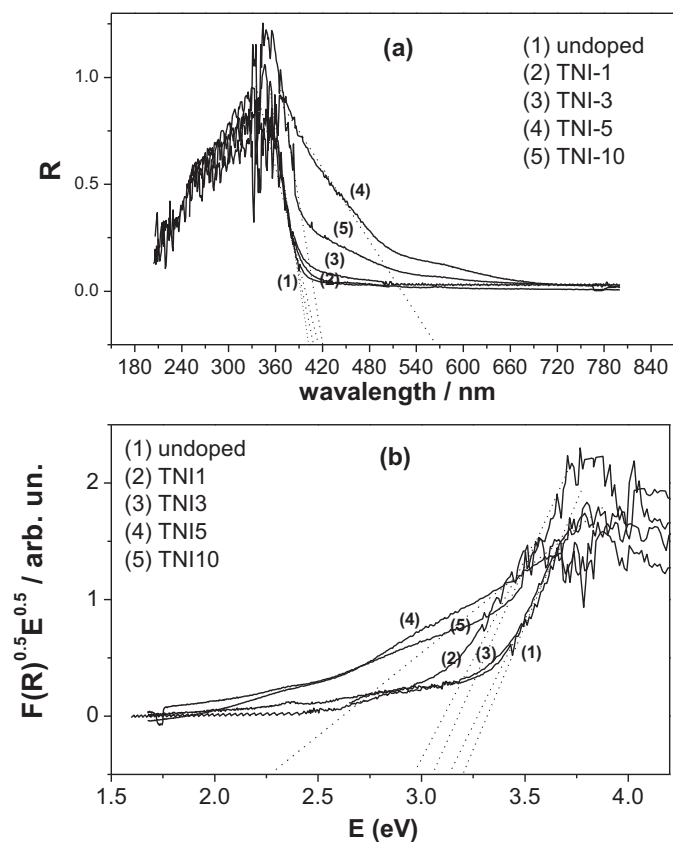 (a)
(1) undoped
(2) TNI-1
(3) TNI-3
(4) TNI-5
(5) TNI-10
1.0
0.5
0.0
R
(4)
(5)
(3)
(2)
(1)
180 240 300 360 420 480 540 600 660 720 780 840
wavalength / nm
(b)
(1) undoped
(2) TNI1
(3) TNI3
(4) TNI5
(5) TNI10
2
1
0
F(R)^0.5 E^0.5 / arb. un.
(4)
(5)
(2)
(3)
(1)
1.5 2.0 2.5 3.0 3.5 4.0
E (eV)